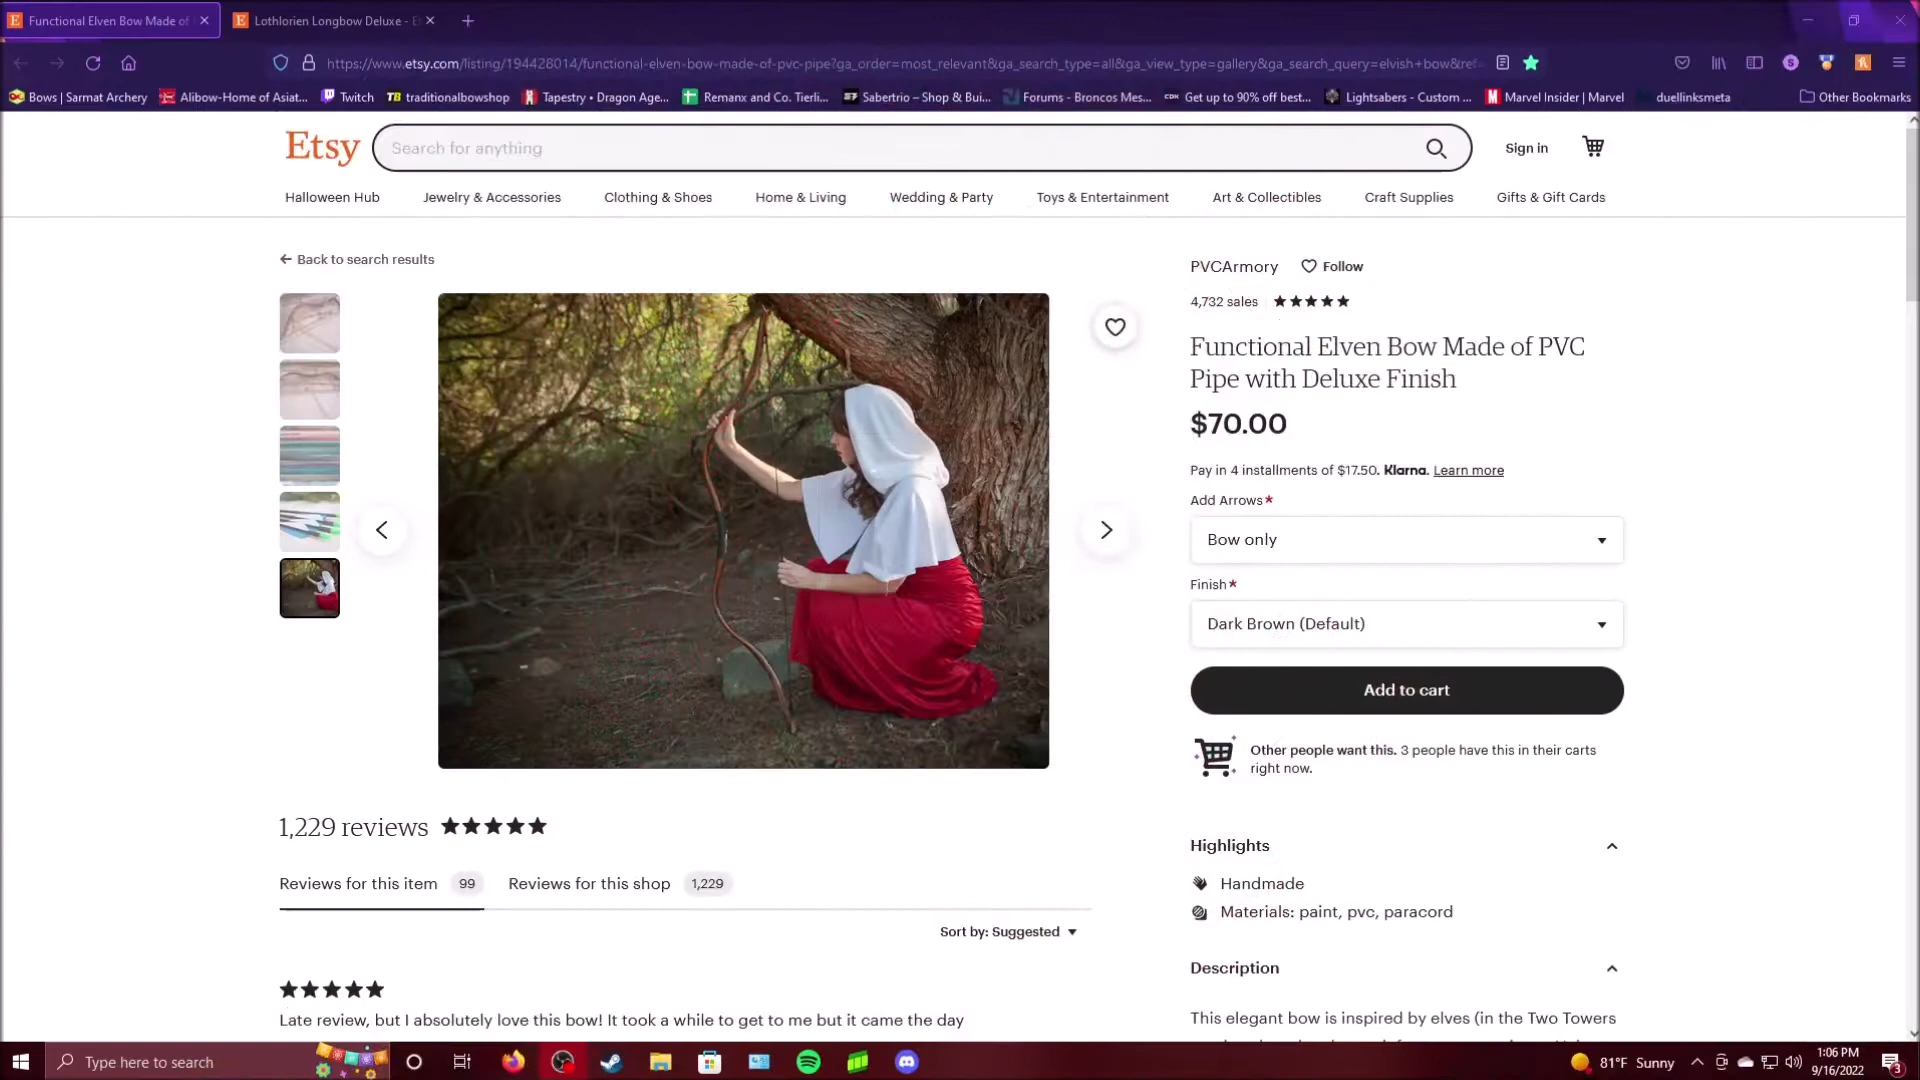 Functional Elven Bow Made of
Lothlorien Longbow Deluxe - E
https://www.etsy.com/listing/194428014/functional-elven-bow-made-of-pvc-pipe?ga_order=most_relevant&ga_search_type=all&ga_view_type=gallery&ga_search_query=elvish+bow&ref
Bows | Sarmat Archery
Alibow-Home of Asiat...
Twitch
TB traditionalbowshop
Tapestry • Dragon Age...
Remanx and Co. Tierli...
Sabertrio – Shop & Bui...
Forums - Broncos Mes...
CDK Get up to 90% off best...
Lightsabers - Custom ...
Marvel Insider | Marvel
duellinksmeta
Other Bookmarks
Etsy
Search for anything
Sign in
Halloween Hub
Jewelry & Accessories
Clothing & Shoes
Home & Living
Wedding & Party
Toys & Entertainment
Art & Collectibles
Craft Supplies
Gifts & Gift Cards
Back to search results
PVCArmory
Follow
4,732 sales
Functional Elven Bow Made of PVC
Pipe with Deluxe Finish
$70.00
Pay in 4 installments of $17.50. Klarna. Learn more
Add Arrows*
Bow only
Finish*
Dark Brown (Default)
Add to cart
Other people want this. 3 people have this in their carts
right now.
1,229 reviews
Reviews for this item 99
Reviews for this shop 1,229
Sort by: Suggested
Late review, but I absolutely love this bow! It took a while to get to me but it came the day
Highlights
Handmade
Materials: paint, pvc, paracord
Description
This elegant bow is inspired by elves (in the Two Towers
Type here to search
81°F Sunny
1:06 PM
9/16/2022
3